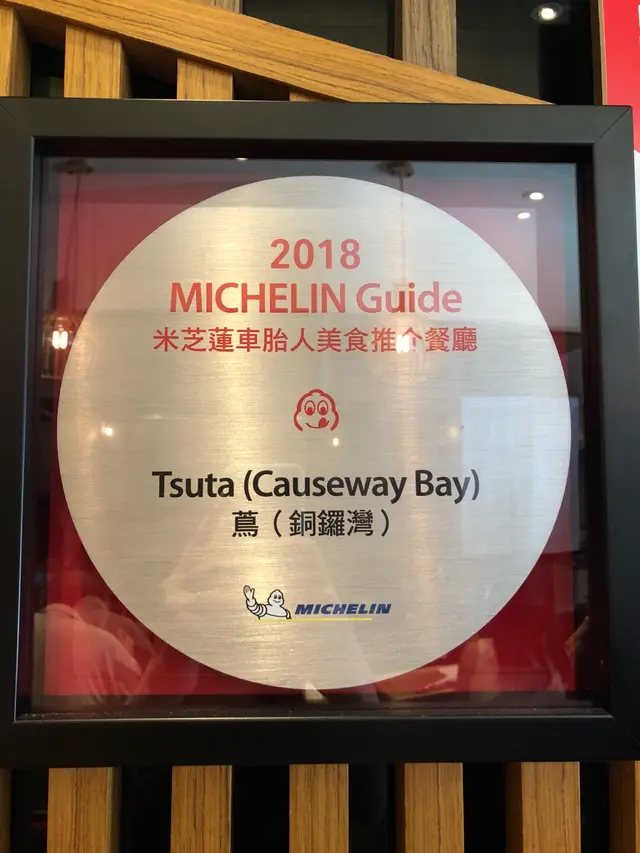 2018
MICHELIN Guide
米芝蓮車胎人美食推介餐廳
Tsuta (Causeway Bay)
蔦（銅鑼灣）
MICHELIN